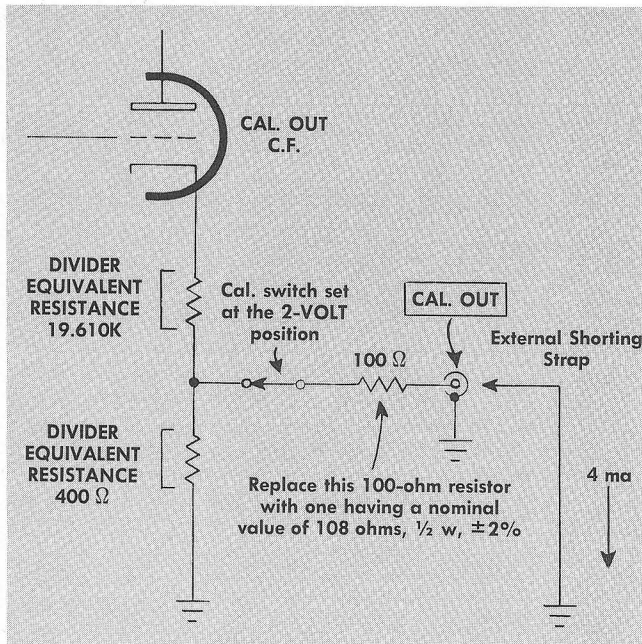 CAL. OUT
C.F.
DIVIDER
EQUIVALENT
RESISTANCE
19.610K
Cal. switch set
at the 2-VOLT
position
CAL. OUT
100 Ω
External Shorting
Strap
DIVIDER
EQUIVALENT
RESISTANCE
400 Ω
Replace this 100-ohm resistor
with one having a nominal
value of 108 ohms, ½ w, ±2%
4 ma